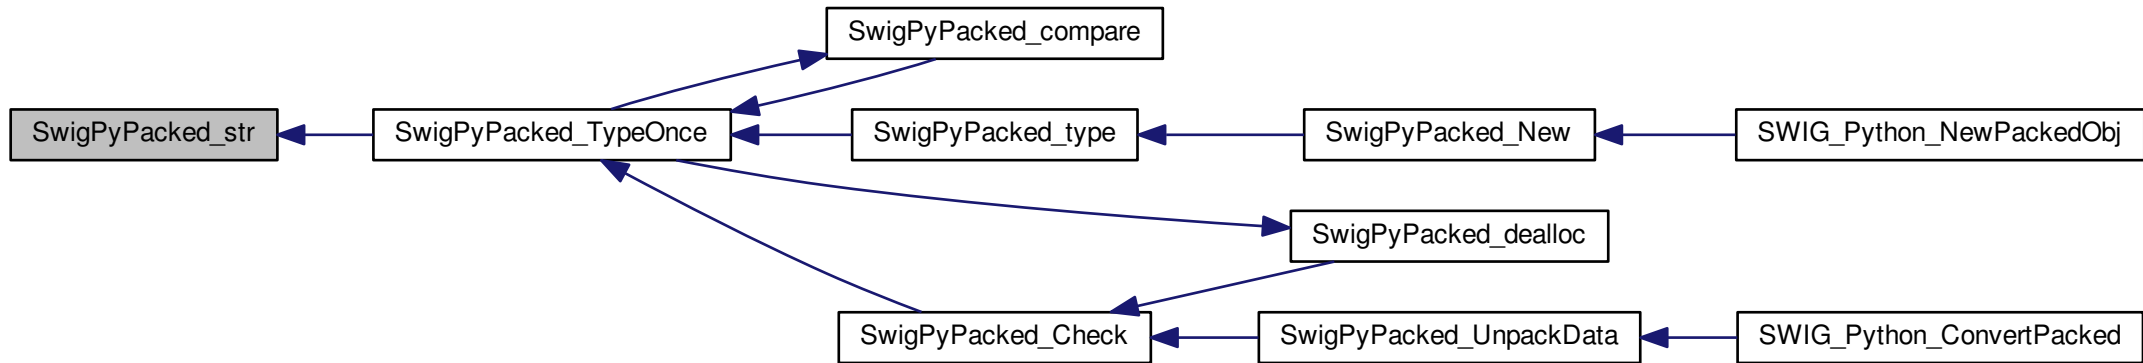 SwigPyPacked_compare
SwigPyPacked_str
SwigPyPacked_TypeOnce
SwigPyPacked_type
SwigPyPacked_New
SWIG_Python_NewPackedObj
SwigPyPacked_dealloc
SwigPyPacked_Check
SwigPyPacked_UnpackData
SWIG_Python_ConvertPacked